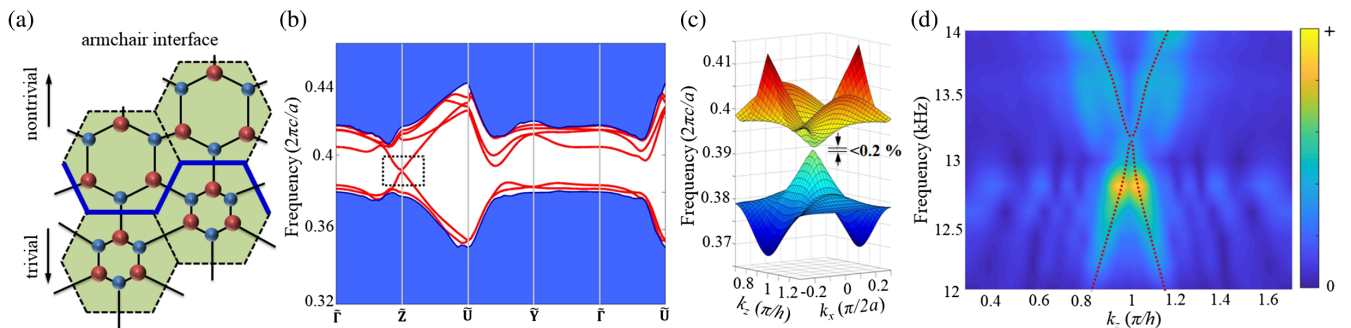 (a)
armchair interface
nontrivial
trivial
(b)
Frequency (2πc/a)
0.44
0.4
0.36
0.32
Γ̃ Z̃ Ũ Ỹ Γ̃ Ũ
(c)
Frequency (2πc/a)
0.41
0.4
0.39
0.38
0.37
<0.2 %
0.8 1 1.2 -0.2 0 0.2
k_z (π/h) k_x (π/2a)
(d)
Frequency (kHz)
14
13.5
13
12.5
12
0.4 0.6 0.8 1 1.2 1.4 1.6
k_z (π/h)
+
0